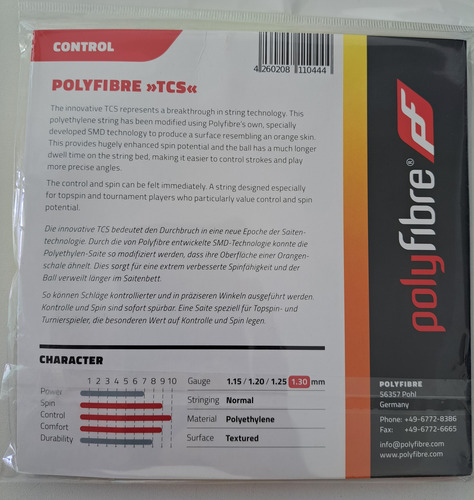 CONTROL
4 260208 110444
POLYFIBRE »TCS«
The innovative TCS represents a breakthrough in string technology. This
polyethylene string has been modified using Polyfibre's own, specially
developed SMD technology to produce a surface resembling an orange skin.
This provides hugely enhanced spin potential and the ball has a much longer
dwell time on the string bed, making it easier to control strokes and play
more precise angles.
The control and spin can be felt immediately. A string designed especially
for topspin and tournament players who particularly value control and spin
potential.
Die innovative TCS bedeutet den Durchbruch in eine neue Epoche der Saiten-
technologie. Durch die von Polyfibre entwickelte SMD-Technologie konnte die
Polyethylen-Saite so modifiziert werden, dass ihre Oberfläche einer Orangen-
schale ähnelt. Dies sorgt für eine extrem verbesserte Spinfähigkeit und der
Ball verweilt länger im Saitenbett.
So können Schläge kontrollierter und in präziseren Winkeln ausgeführt werden.
Kontrolle und Spin sind sofort spürbar. Eine Saite speziell für Topspin- und
Turnierspieler, die besonderen Wert auf Kontrolle und Spin legen.
polyfibre®
CHARACTER
1 2 3 4 5 6 7 8 9 10
Power
Spin
Control
Comfort
Durability
Gauge 1.15 / 1.20 / 1.25 1.30 mm
Stringing Normal
Material Polyethylene
Surface Textured
POLYFIBRE
56357 Pohl
Germany
Phone: +49-6772-8386
Fax: +49-6772-6665
info@polyfibre.com
www.polyfibre.com